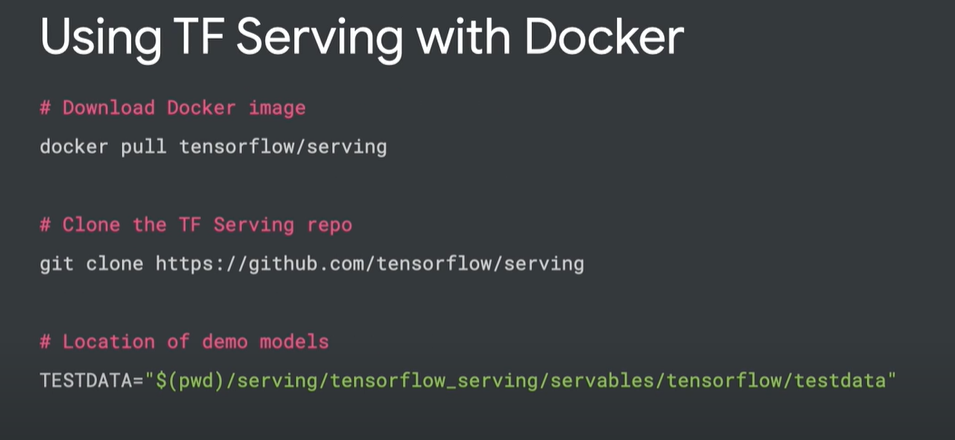 Using TF Serving with Docker
# Download Docker image
docker pull tensorflow/serving
# Clone the TF Serving repo
git clone https://github.com/tensorflow/serving
# Location of demo models
TESTDATA="$(pwd)/serving/tensorflow_serving/servables/tensorflow/testdata"